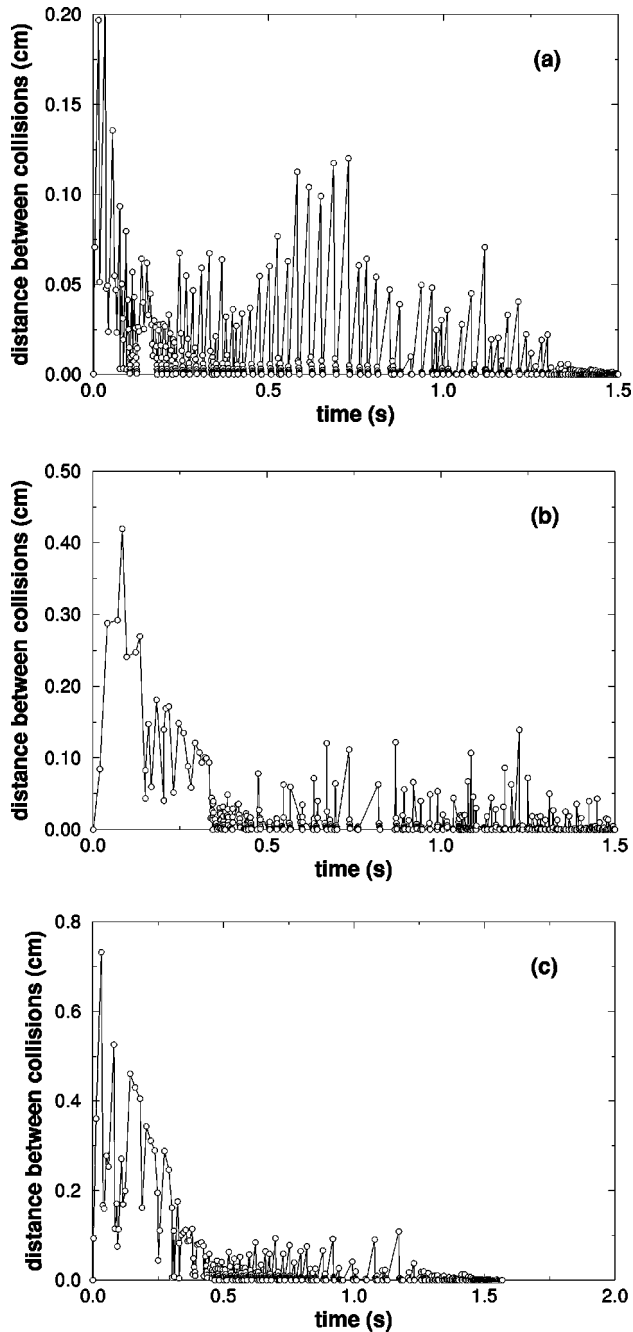 0.20
(a)
0.15
0.10
0.05
0.00
0.0 0.5 1.0 1.5
distance between collisions (cm)
time (s)
0.50
(b)
0.40
0.30
0.20
0.10
0.00
0.0 0.5 1.0 1.5
distance between collisions (cm)
time (s)
0.8
(c)
0.6
0.4
0.2
0.0
0.0 0.5 1.0 1.5 2.0
distance between collisions (cm)
time (s)